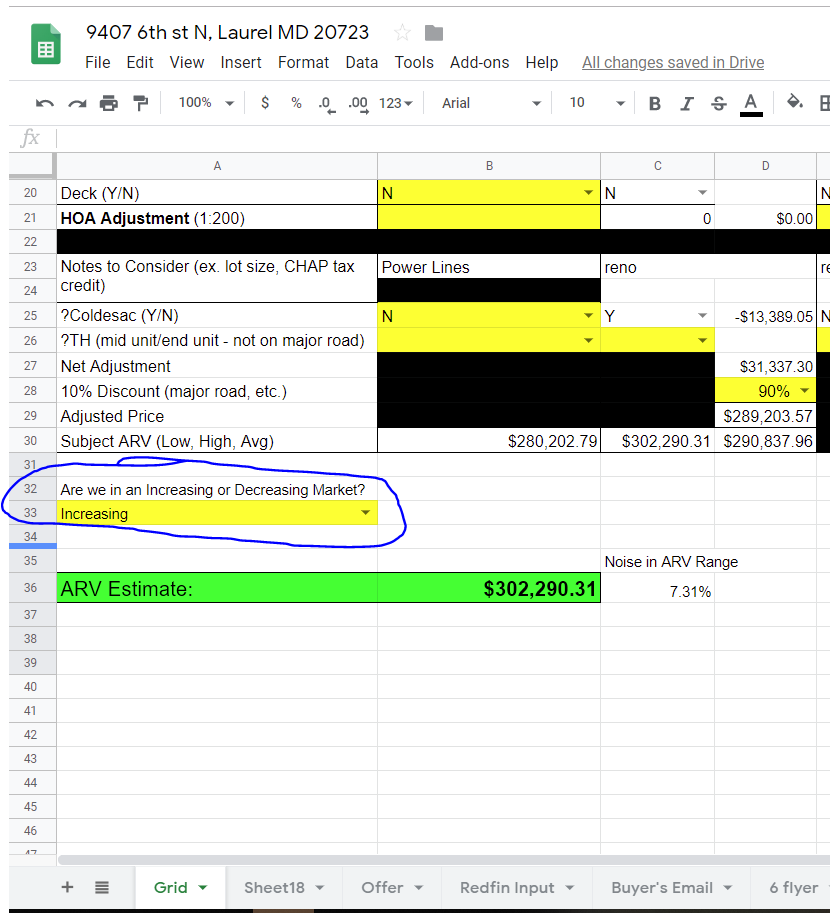 9407 6th st N, Laurel MD 20723
File Edit View Insert Format Data Tools Add-ons Help All changes saved in Drive
100% $ % .0 .00 123 Arial 10 B I S A
fx
A B C D
20 Deck (Y/N) N N N
21 HOA Adjustment (1:200) 0 $0.00
22
23 Notes to Consider (ex. lot size, CHAP tax Power Lines reno re
24 credit)
25 ?Coldesac (Y/N) N Y -$13,389.05 N
26 ?TH (mid unit/end unit - not on major road)
27 Net Adjustment $31,337.30
28 10% Discount (major road, etc.) 90%
29 Adjusted Price $289,203.57
30 Subject ARV (Low, High, Avg) $280,202.79 $302,290.31 $290,837.96
31
32 Are we in an Increasing or Decreasing Market?
33 Increasing
34
35 Noise in ARV Range
36 ARV Estimate: $302,290.31 7.31%
37
38
39
40
41
42
43
44
45
46
47
+ Grid Sheet18 Offer Redfin Input Buyer's Email 6 flyer